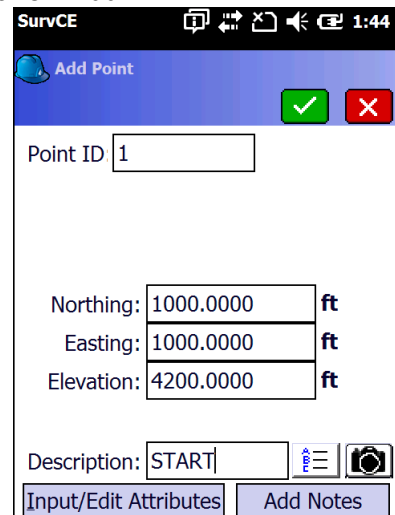 SurvCE 1:44
Add Point
Point ID: 1
Northing: 1000.0000 ft
Easting: 1000.0000 ft
Elevation: 4200.0000 ft
Description: START
Input/Edit Attributes Add Notes